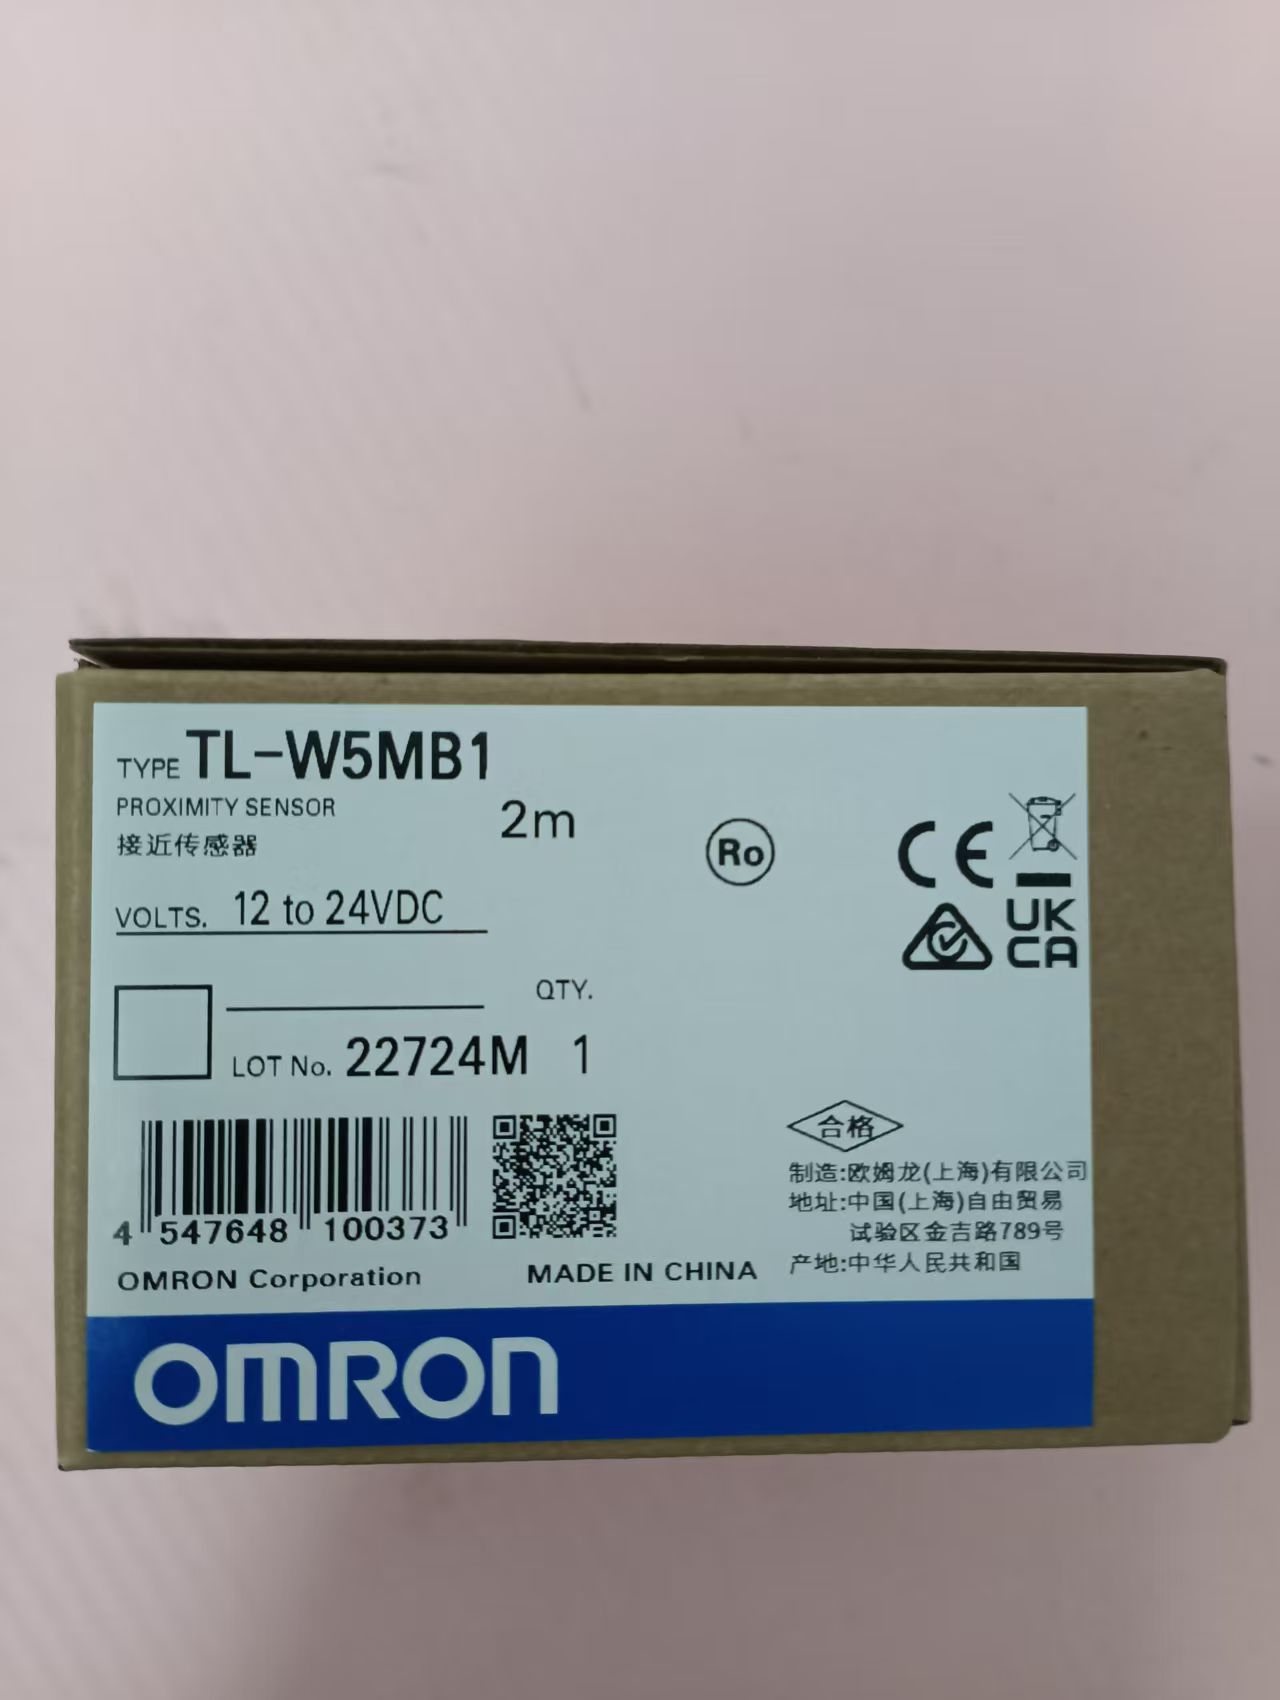 TYPE TL-W5MB1
PROXIMITY SENSOR
2m
接近传感器
Ro
CE
UK
CA
VOLTS. 12 to 24VDC
QTY.
LOT No. 22724M 1
4 547648 100373
合格
制造:欧姆龙(上海)有限公司
地址:中国(上海)自由贸易
试验区金吉路789号
产地:中华人民共和国
OMRON Corporation
MADE IN CHINA
OMRON